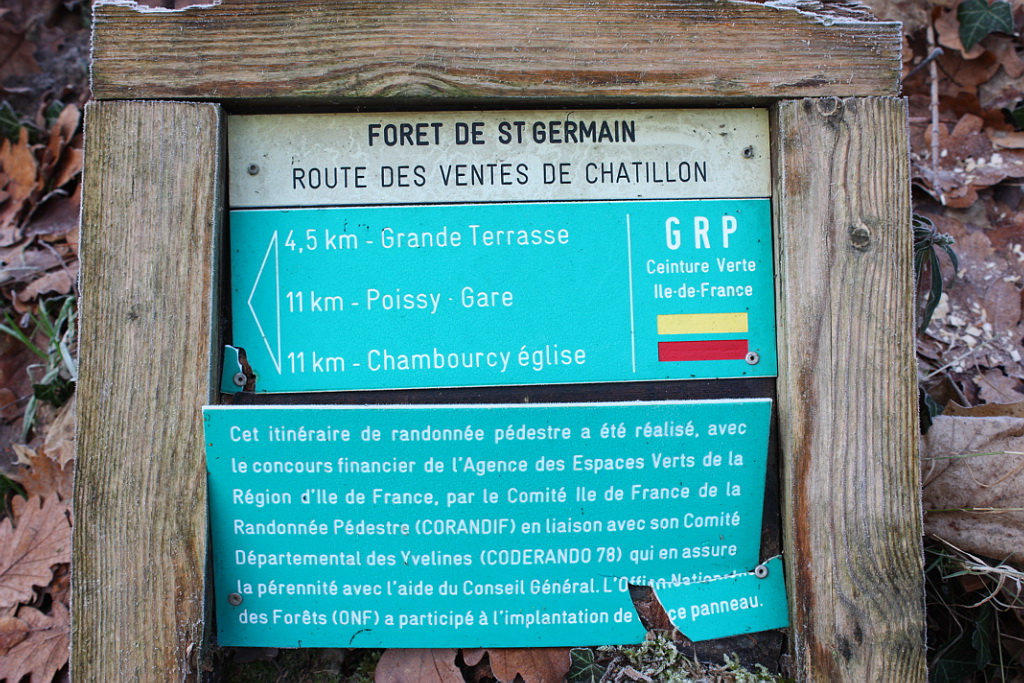 FORET DE ST GERMAIN
ROUTE DES VENTES DE CHATILLON
4,5 km - Grande Terrasse
11 km - Poissy · Gare
11 km - Chambourcy église
GRP
Ceinture Verte
Ile-de-France
Cet itinéraire de randonnée pédestre a été réalisé, avec
le concours financier de l'Agence des Espaces Verts de la
Région d'Ile de France, par le Comité Ile de France de la
Randonnée Pédestre (CORANDIF) en liaison avec son Comité
Départemental des Yvelines (CODERANDO 78) qui en assure
la pérennité avec l'aide du Conseil Général. L'Office National
des Forêts (ONF) a participé à l'implantation de ce panneau.